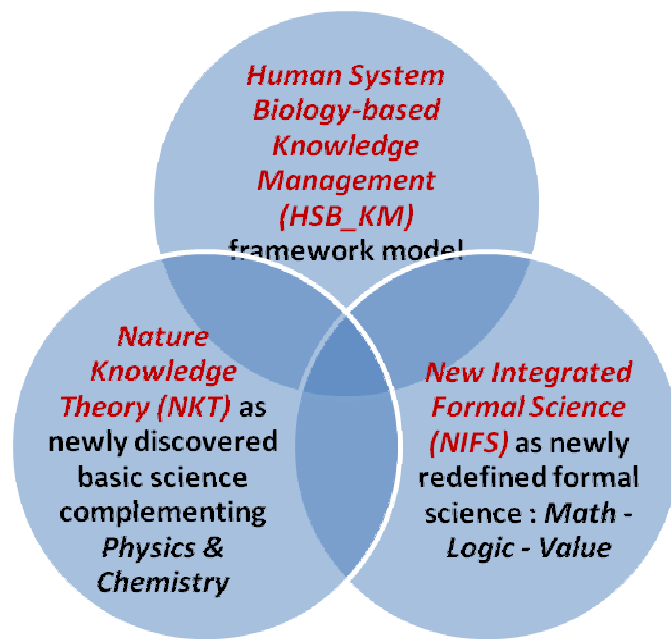 Human System
Biology-based
Knowledge
Management
(HSB_KM)
framework model
Nature
Knowledge
Theory (NKT) as
newly discovered
basic science
complementing
Physics &
Chemistry
New Integrated
Formal Science
(NIFS) as newly
redefined formal
science : Math -
Logic - Value